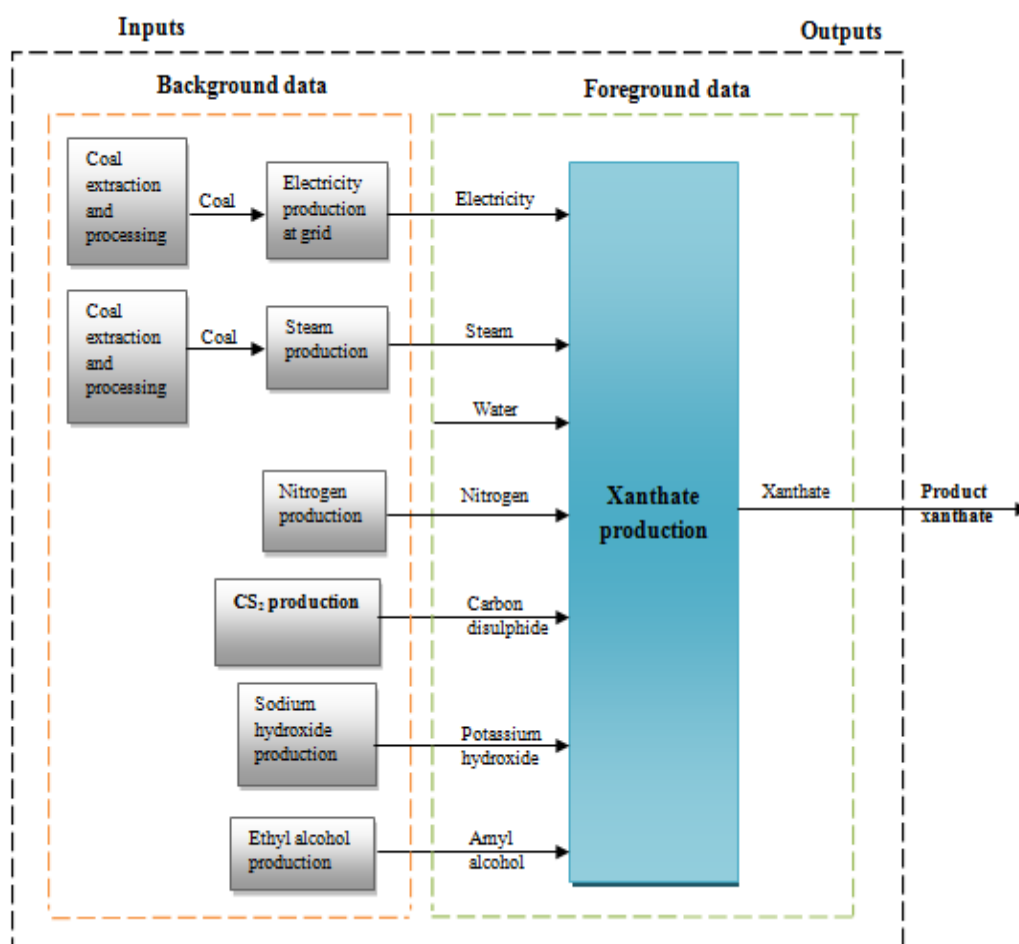 Inputs
Outputs
Background data
Foreground data
Coal
extraction
and
processing
Coal
Electricity
production
at grid
Electricity
Coal
extraction
and
processing
Coal
Steam
production
Steam
Water
Nitrogen
production
Nitrogen
Xanthate
production
Xanthate
Product
xanthate
CS₂ production
Carbon
disulphide
Sodium
hydroxide
production
Potassium
hydroxide
Ethyl alcohol
production
Amyl
alcohol